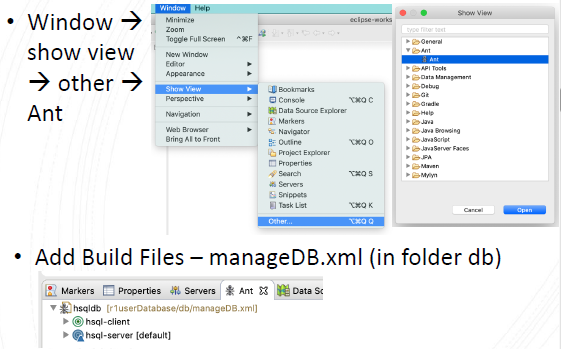 • Window → show view → other → Ant
Window Help
Minimize
Zoom
Toggle Full Screen ^⌘F
New Window
Editor
Appearance
Show View
Perspective
Navigation
Web Browser
Bring All to Front
eclipse-works
Bookmarks
Console ⌥⌘Q C
Data Source Explorer
Markers
Navigator
Outline ⌥⌘Q O
Project Explorer
Properties
Search ⌥⌘Q S
Servers
Snippets
Task List ⌥⌘Q K
Other... ⌥⌘Q Q
Show View
type filter text
General
Ant
Ant
API Tools
Data Management
Debug
Git
Gradle
Help
Java
Java Browsing
JavaScript
JavaServer Faces
JPA
Maven
Mylyn
Cancel Open
• Add Build Files – manageDB.xml (in folder db)
Markers Properties Servers Ant Data Sc
hsqldb [r1userDatabase/db/manageDB.xml]
hsql-client
hsql-server [default]